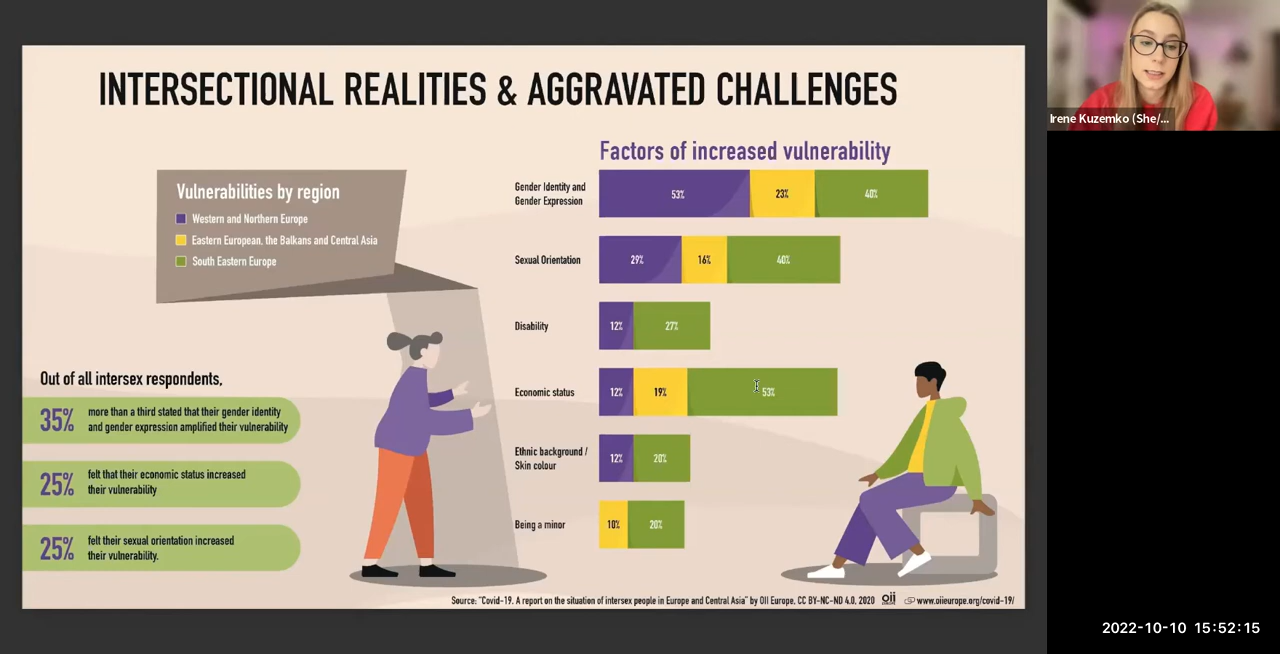 INTERSECTIONAL REALITIES & AGGRAVATED CHALLENGES
Irene Kuzemko (She/...
Factors of increased vulnerability
Vulnerabilities by region
Western and Northern Europe
Eastern European, the Balkans and Central Asia
South Eastern Europe
Gender Identity and
Gender Expression
53% 23% 40%
Sexual Orientation
29% 16% 40%
Disability
12% 27%
Economic status
12% 19% 53%
Ethnic background /
Skin colour
12% 20%
Being a minor
10% 20%
Out of all intersex respondents,
35%
more than a third stated that their gender identity
and gender expression amplified their vulnerability
25%
felt that their economic status increased
their vulnerability
25%
felt their sexual orientation increased
their vulnerability.
Source: "Covid-19. A report on the situation of intersex people in Europe and Central Asia" by OII Europe, CC BY-NC-ND 4.0, 2020 oii www.oiieurope.org/covid-19/
2022-10-10 15:52:15